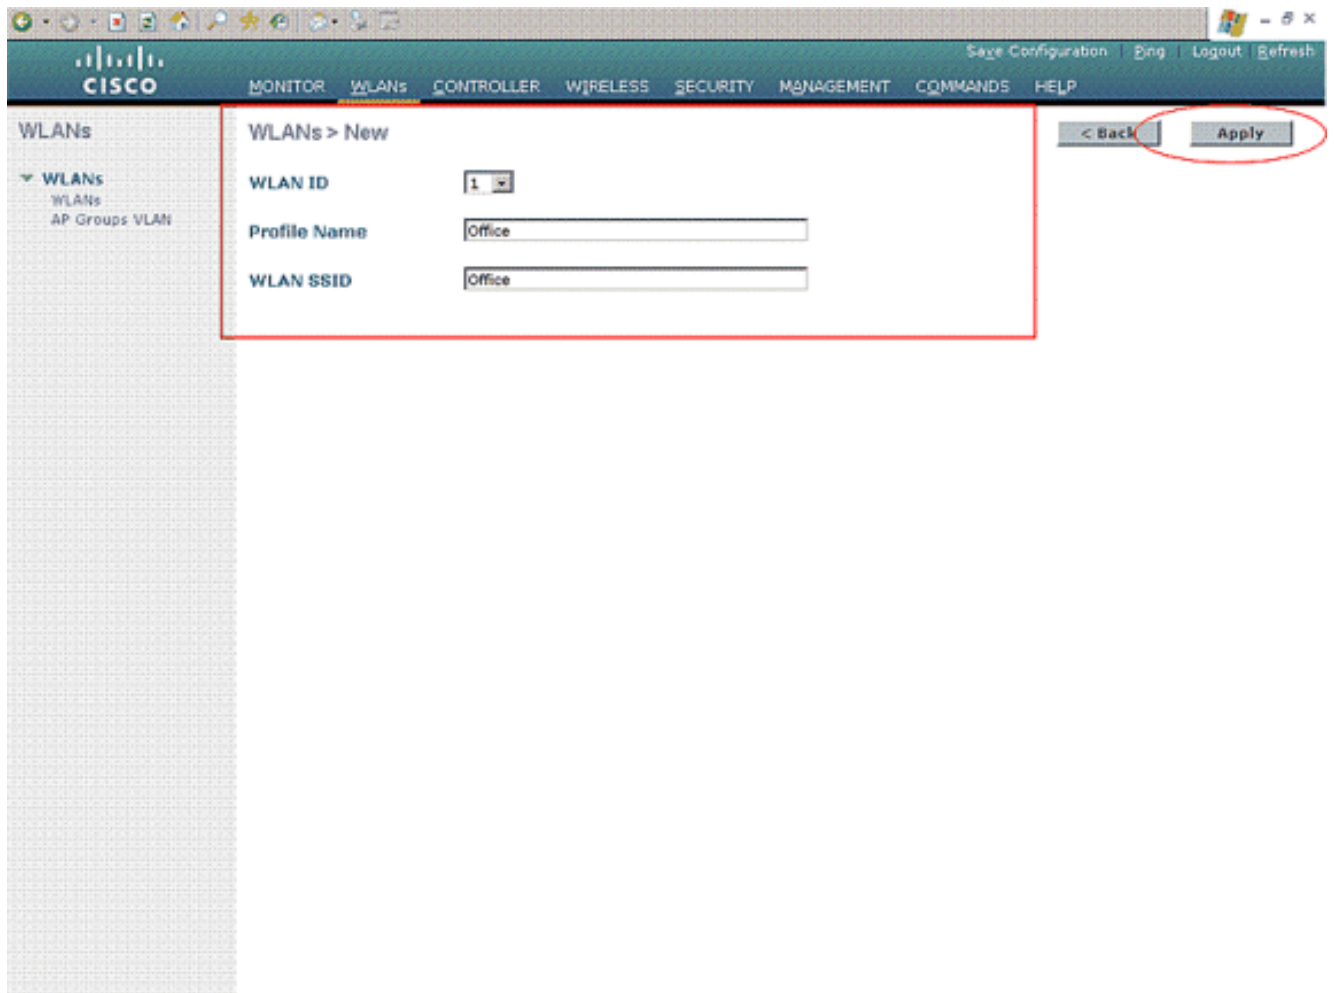 Save Configuration | Ping | Logout | Refresh
CISCO
MONITOR WLANs CONTROLLER WIRELESS SECURITY MANAGEMENT COMMANDS HELP
WLANs
WLANs > New
< Back
Apply
WLANs
WLANs
AP Groups VLAN
WLAN ID 1
Profile Name Office
WLAN SSID Office